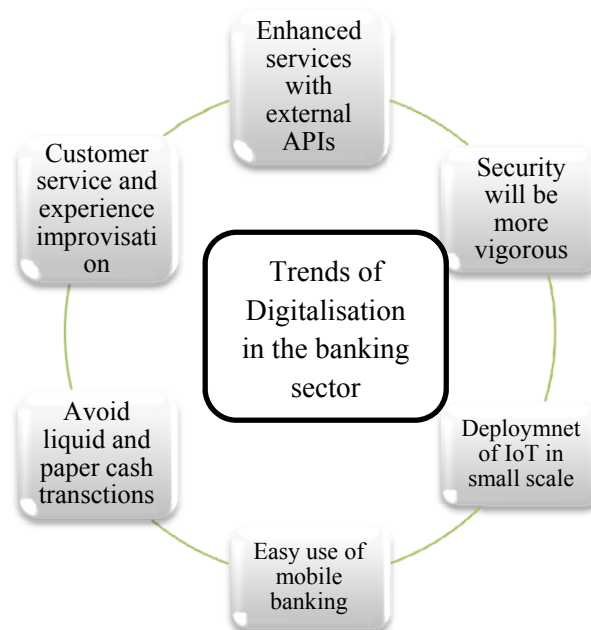 Enhanced
services with
external
APIs
Security
will be
more
vigorous
Deploymnet
of IoT in
small scale
Easy use of
mobile
banking
Avoid
liquid and
paper cash
transctions
Customer
service and
experience
improvisati
on
Trends of
Digitalisation
in the banking
sector